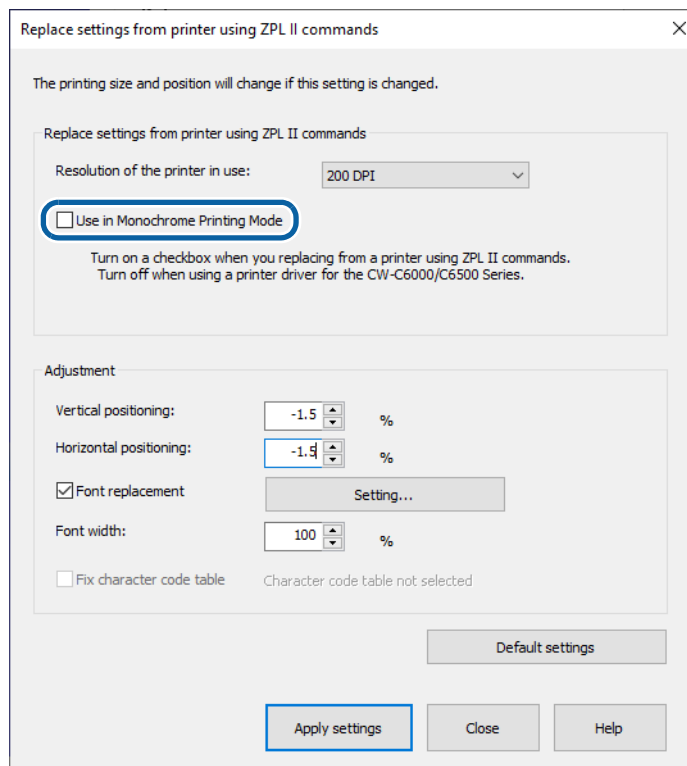 Replace settings from printer using ZPL II commands
The printing size and position will change if this setting is changed.
Replace settings from printer using ZPL II commands
Resolution of the printer in use:
200 DPI
Use in Monochrome Printing Mode
Turn on a checkbox when you replacing from a printer using ZPL II commands.
Turn off when using a printer driver for the CW-C6000/C6500 Series.
Adjustment
Vertical positioning:
-1.5
%
Horizontal positioning:
-1.5
%
Font replacement
Setting...
Font width:
100
%
Fix character code table
Character code table not selected
Default settings
Apply settings
Close
Help